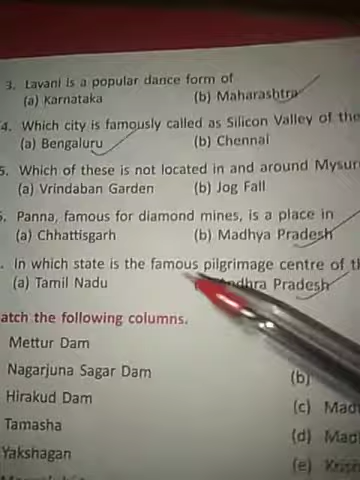 3. Lavani is a popular dance form of
(a) Karnataka (b) Maharashtra
4. Which city is famously called as Silicon Valley of the
(a) Bengaluru (b) Chennai
5. Which of these is not located in and around Mysur
(a) Vrindaban Garden (b) Jog Fall
Panna, famous for diamond mines, is a place in
(a) Chhattisgarh (b) Madhya Pradesh
. In which state is the famous pilgrimage centre of
(a) Tamil Nadu Pradesh
atch the following columns.
Mettur Dam
Nagarjuna Sagar Dam (b)
Hirakud Dam (c) Mad
Tamasha (d) Mad
Yakshagan (e) Krish